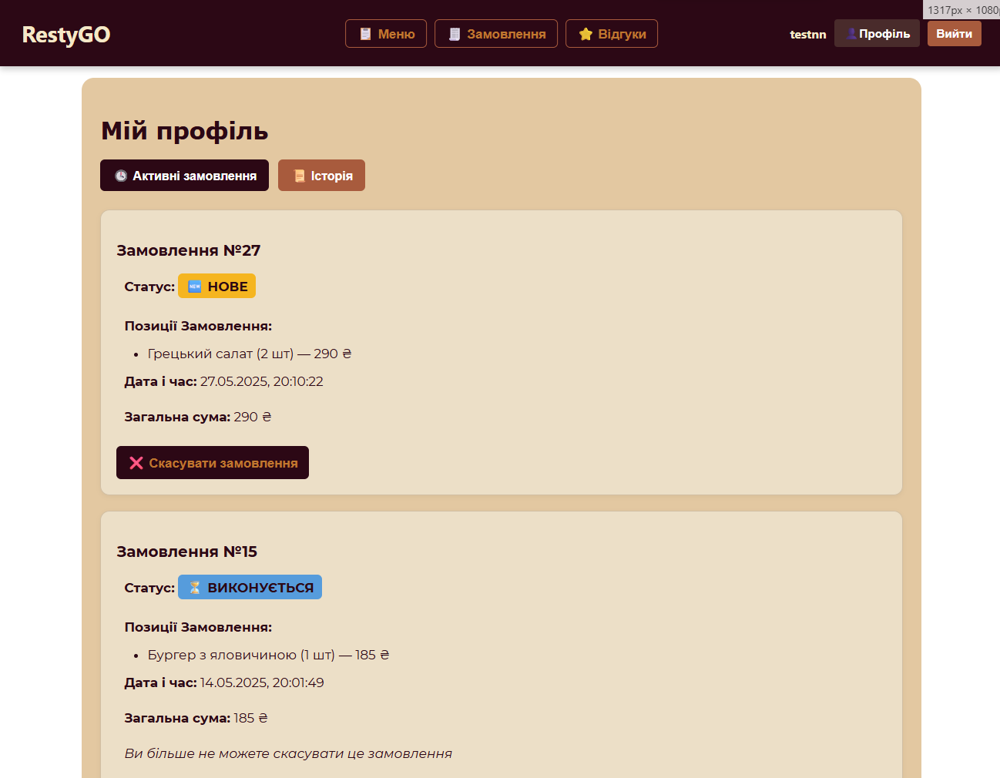 RestyGO
Меню
Замовлення
Відгуки
testnn
Профіль
Вийти
1317px × 1080
Мій профіль
Активні замовлення
Історія
Замовлення №27
Статус: NEW НОВЕ
Позиції Замовлення:
• Грецький салат (2 шт) — 290 ₴
Дата і час: 27.05.2025, 20:10:22
Загальна сума: 290 ₴
Скасувати замовлення
Замовлення №15
Статус: ВИКОНУЄТЬСЯ
Позиції Замовлення:
• Бургер з яловичиною (1 шт) — 185 ₴
Дата і час: 14.05.2025, 20:01:49
Загальна сума: 185 ₴
Ви більше не можете скасувати це замовлення